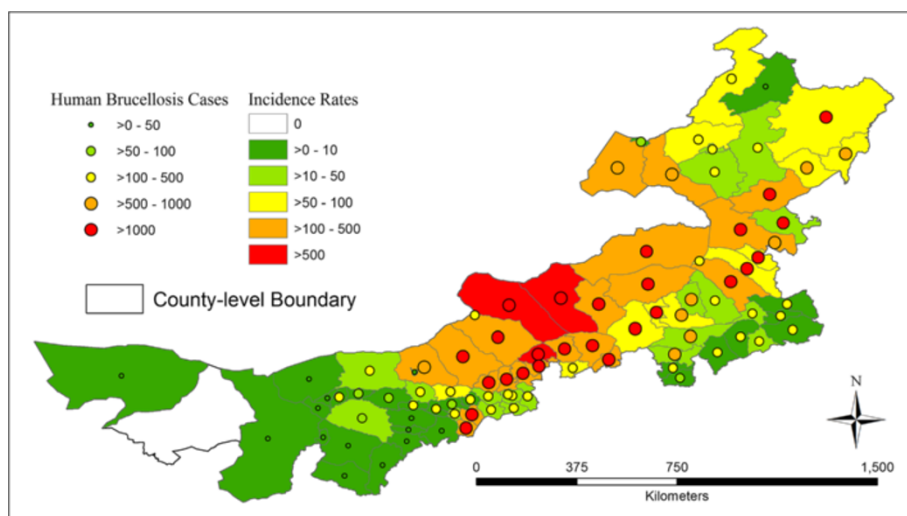 Human Brucellosis Cases
>0 - 50
>50 - 100
>100 - 500
>500 - 1000
>1000
Incidence Rates
0
>0 - 10
>10 - 50
>50 - 100
>100 - 500
>500
County-level Boundary
N
0 375 750 1,500
Kilometers